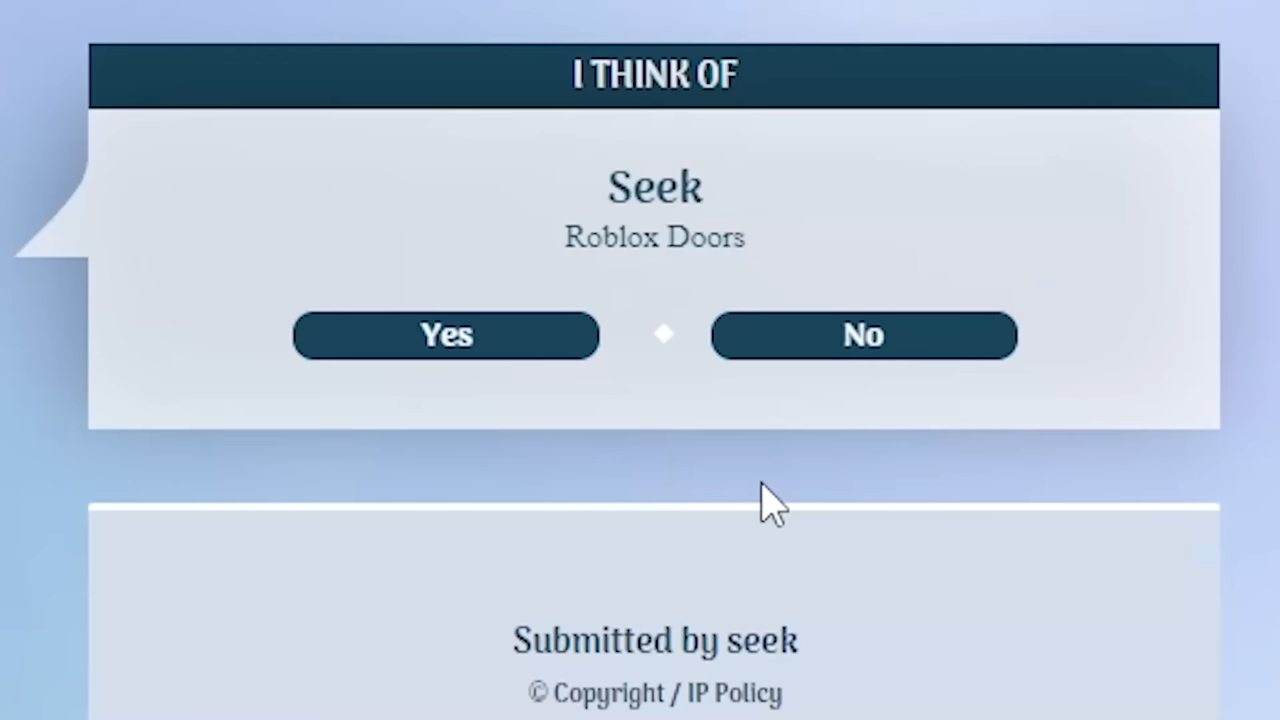 I THINK OF
Seek
Roblox Doors
Yes
No
Submitted by seek
© Copyright / IP Policy